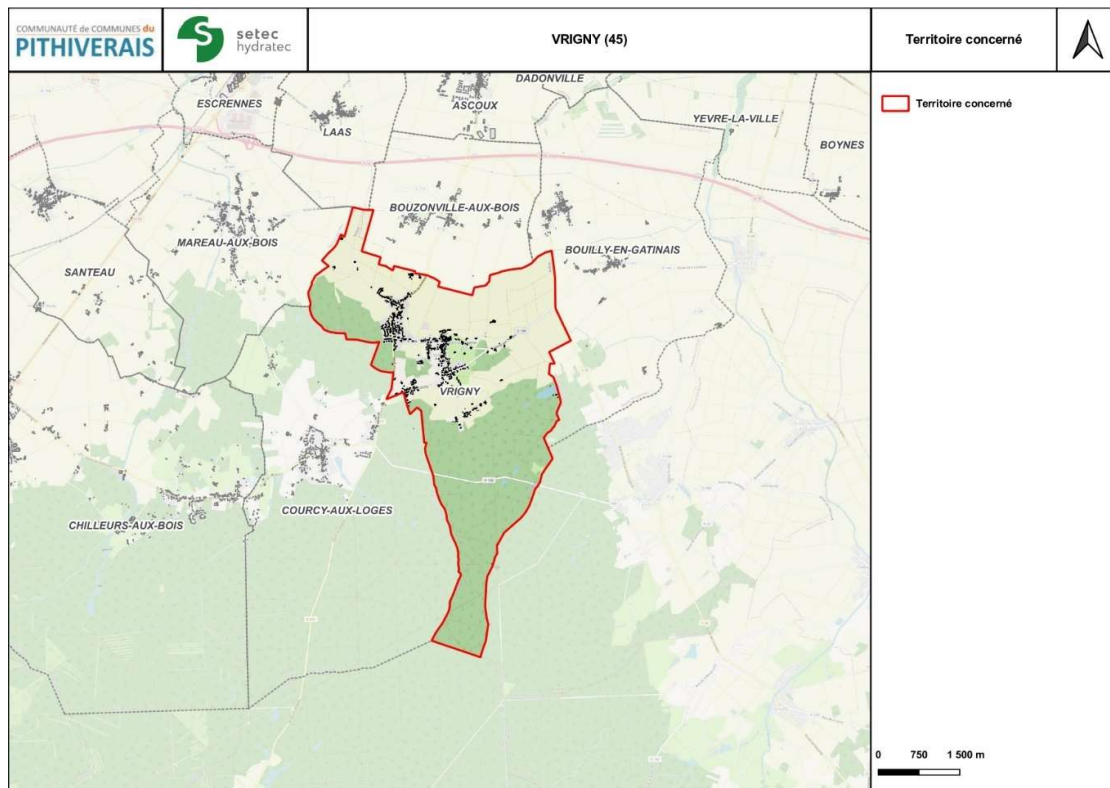 COMMUNAUTÉ de COMMUNES du
PITHIVERAIS
S
setec
hydratec
VRIGNY (45)
Territoire concerné
Territoire concerné
DADONVILLE
ESCRENNES
ASCOUX
LAAS
YEVRE-LA-VILLE
BOYNES
BOUZONVILLE-AUX-BOIS
MAREAU-AUX-BOIS
BOUILLY-EN-GATINAIS
SANTEAU
VRIGNY
COURCY-AUX-LOGES
CHILLEURS-AUX-BOIS
0 750 1 500 m